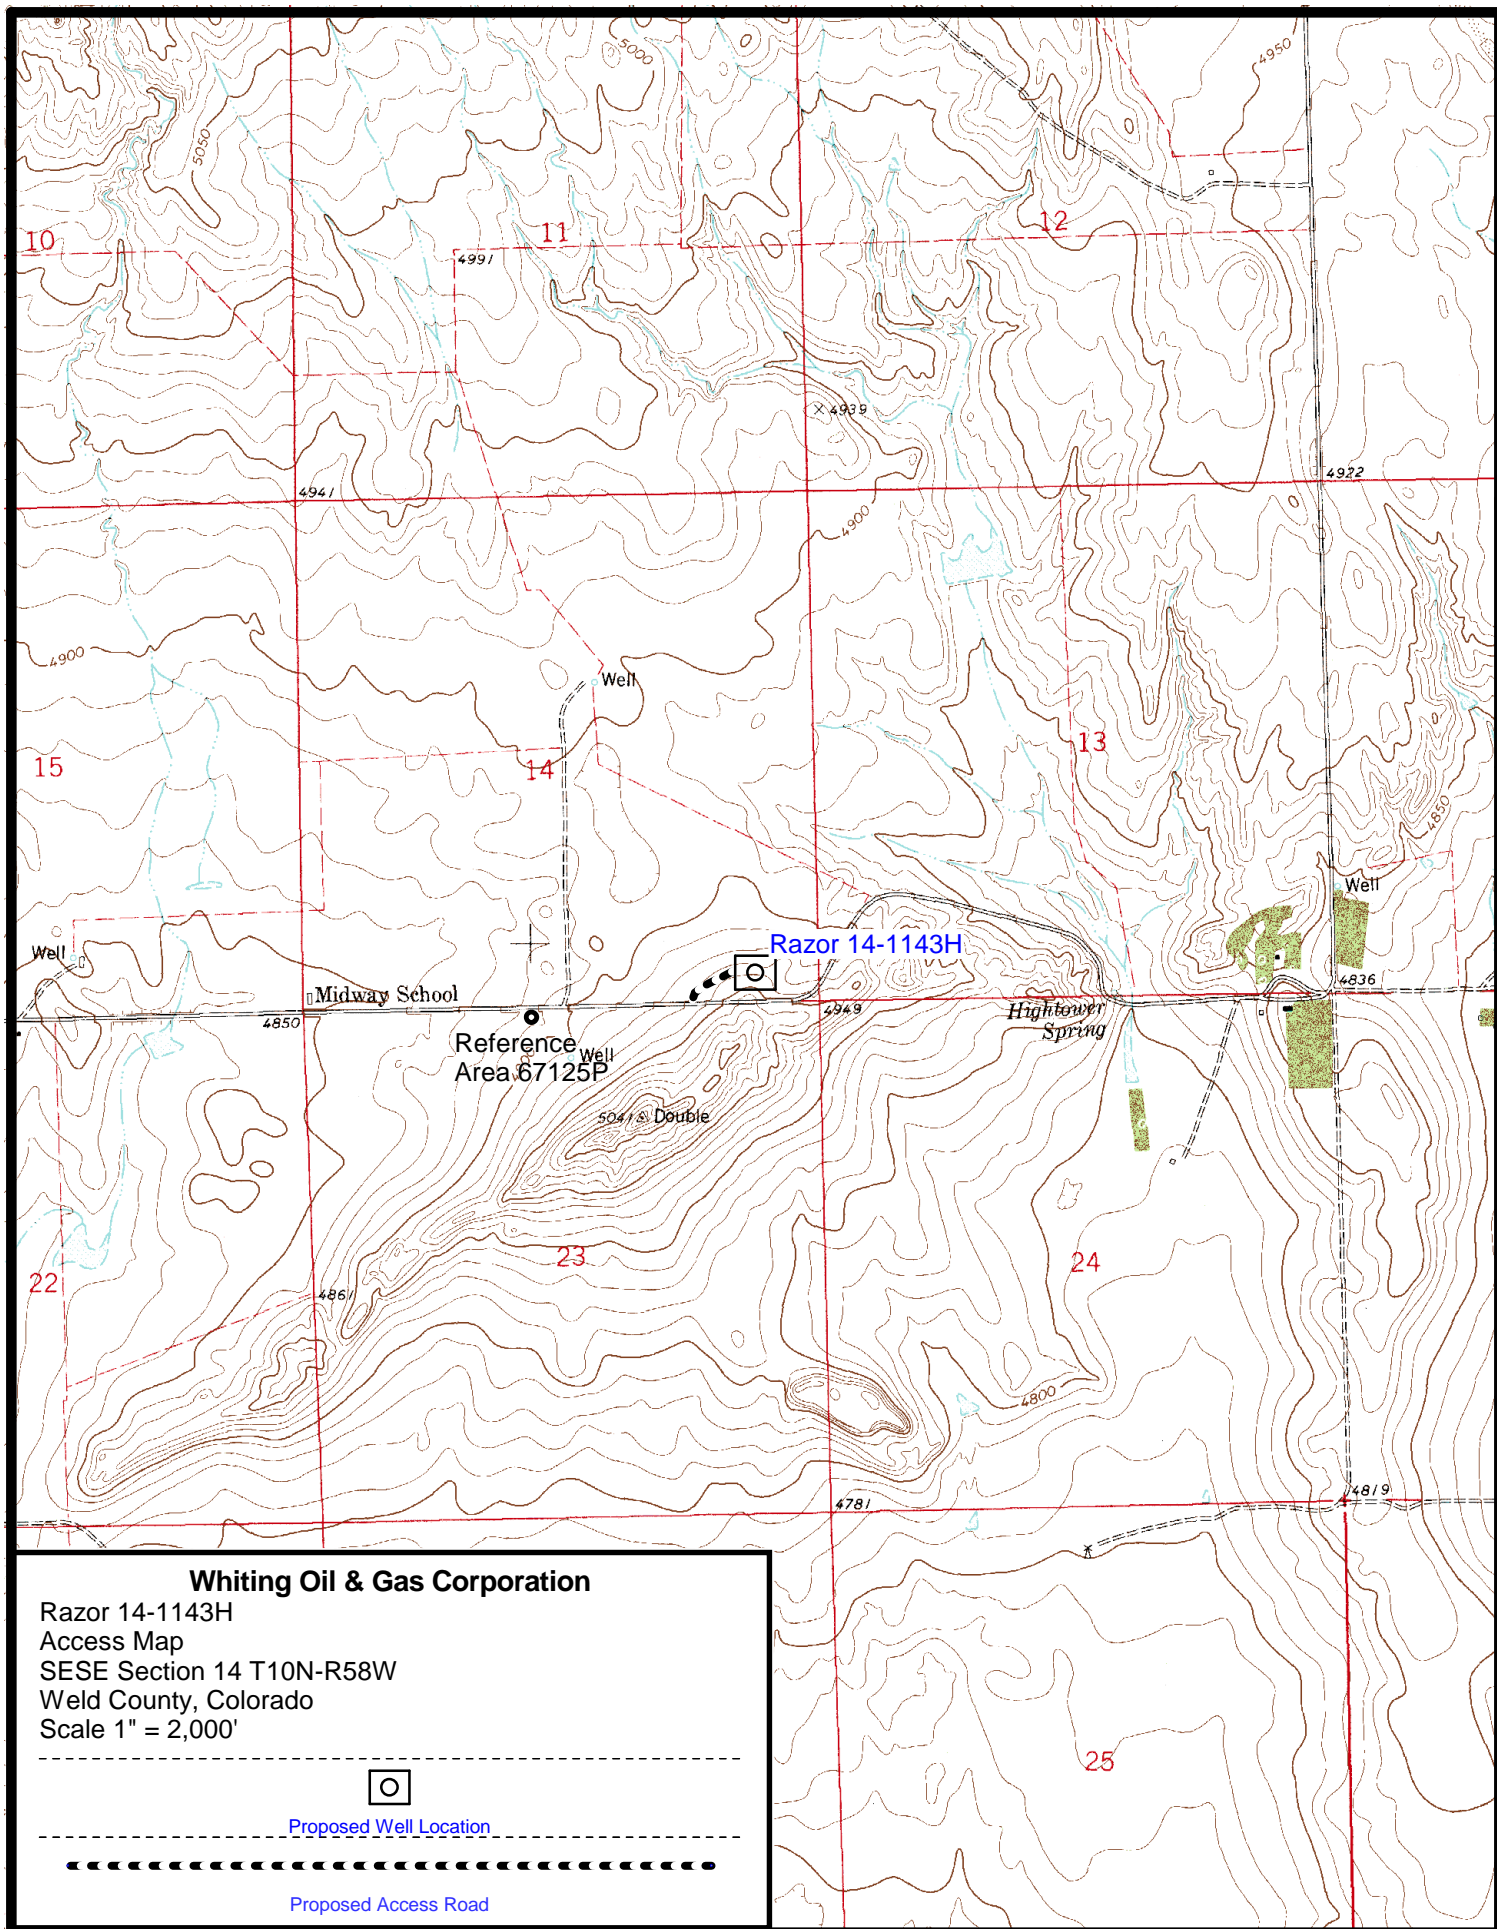 5000
4950
5050
10
11
12
4991
4939
4941
4922
4900
4900
Well
15
14
13
4850
Well
Well
Razor 14-1143H
Midway School
4850
4949
4836
Hightower
Spring
Reference
Area 67125P
Well
5041
Double
22
23
24
4861
4800
4781
4819
25
Whiting Oil & Gas Corporation
Razor 14-1143H
Access Map
SESE Section 14 T10N-R58W
Weld County, Colorado
Scale 1" = 2,000'
Proposed Well Location
Proposed Access Road